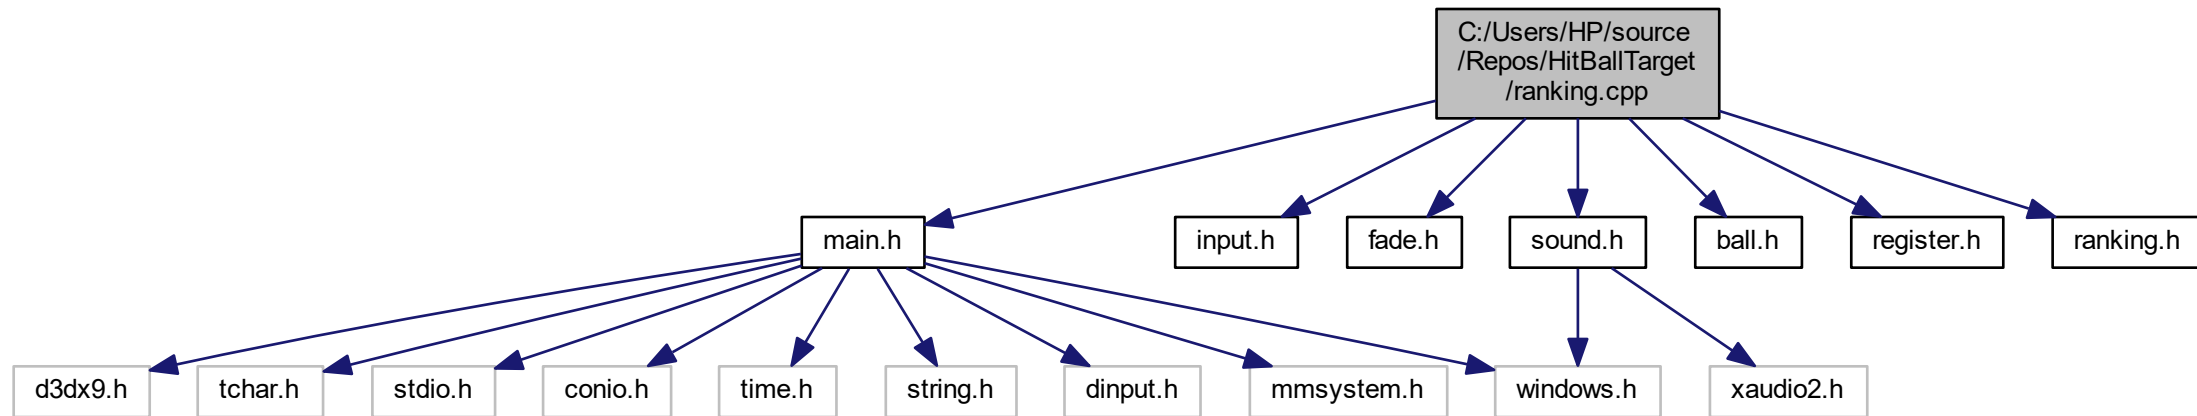 C:/Users/HP/source
/Repos/HitBallTarget
/ranking.cpp
main.h
input.h
fade.h
sound.h
ball.h
register.h
ranking.h
d3dx9.h
tchar.h
stdio.h
conio.h
time.h
string.h
dinput.h
mmsystem.h
windows.h
xaudio2.h